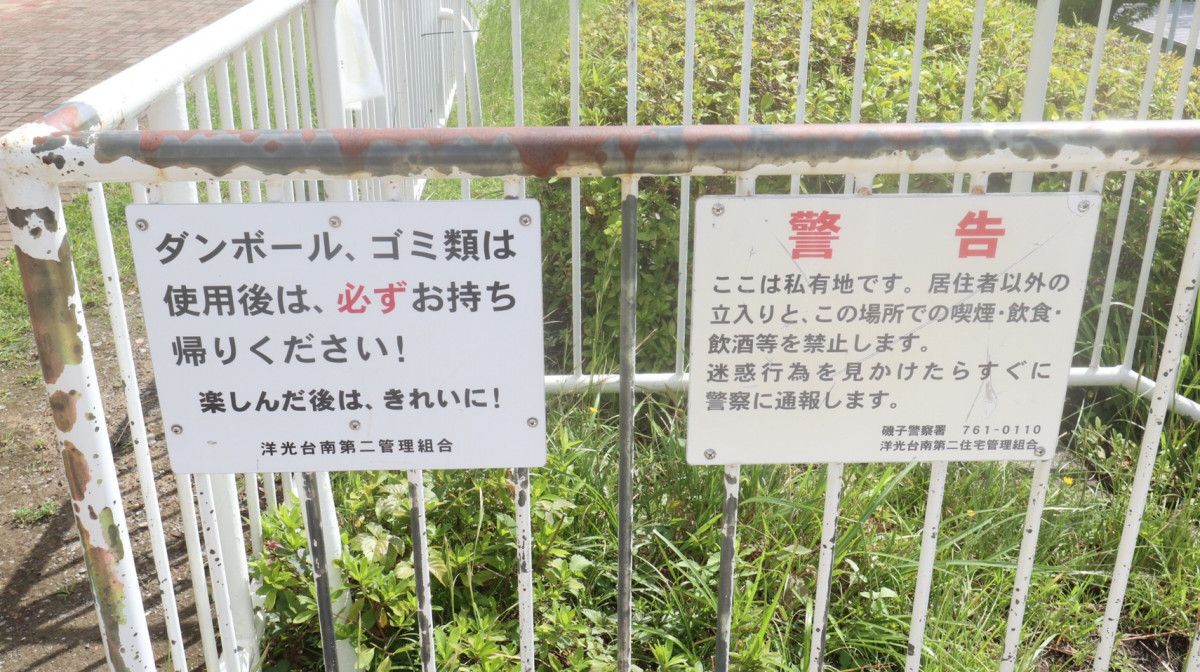 ダンボール、ゴミ類は
使用後は、必ずお持ち
帰りください！
楽しんだ後は、きれいに！
洋光台南第二管理組合
警告
ここは私有地です。居住者以外の
立入りと、この場所での喫煙・飲食・
飲酒等を禁止します。
迷惑行為を見かけたらすぐに
警察に通報します。
磯子警察署 761-0110
洋光台南第二住宅管理組合